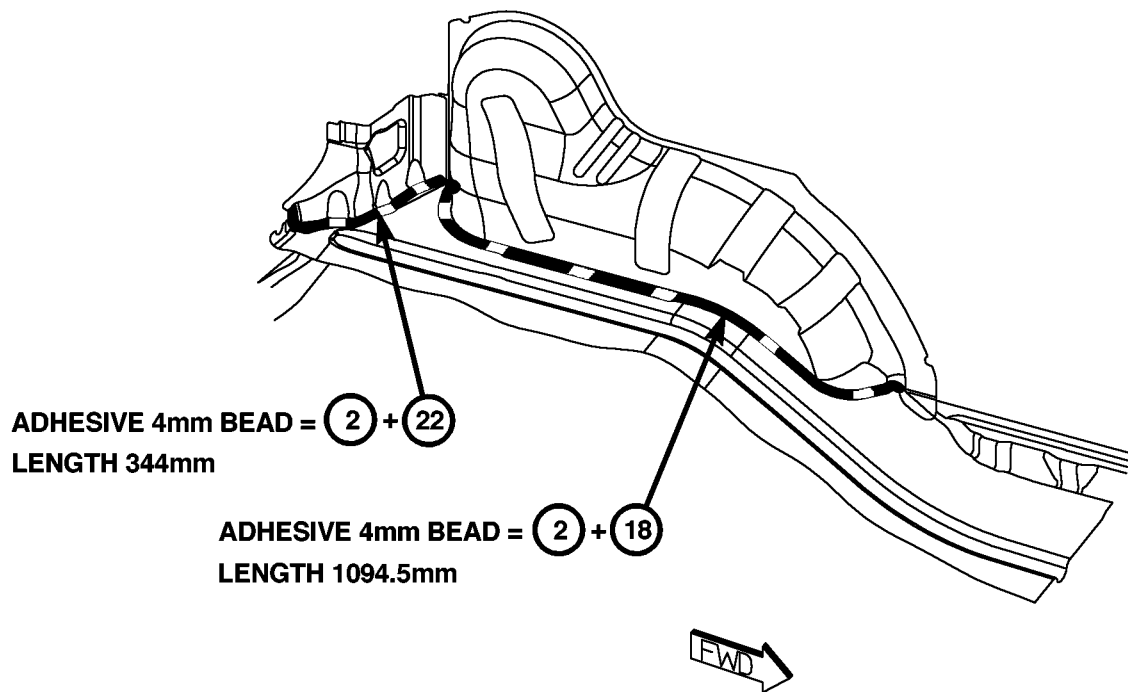 ADHESIVE 4mm BEAD = 2 + 22
LENGTH 344mm
ADHESIVE 4mm BEAD = 2 + 18
LENGTH 1094.5mm
FWD